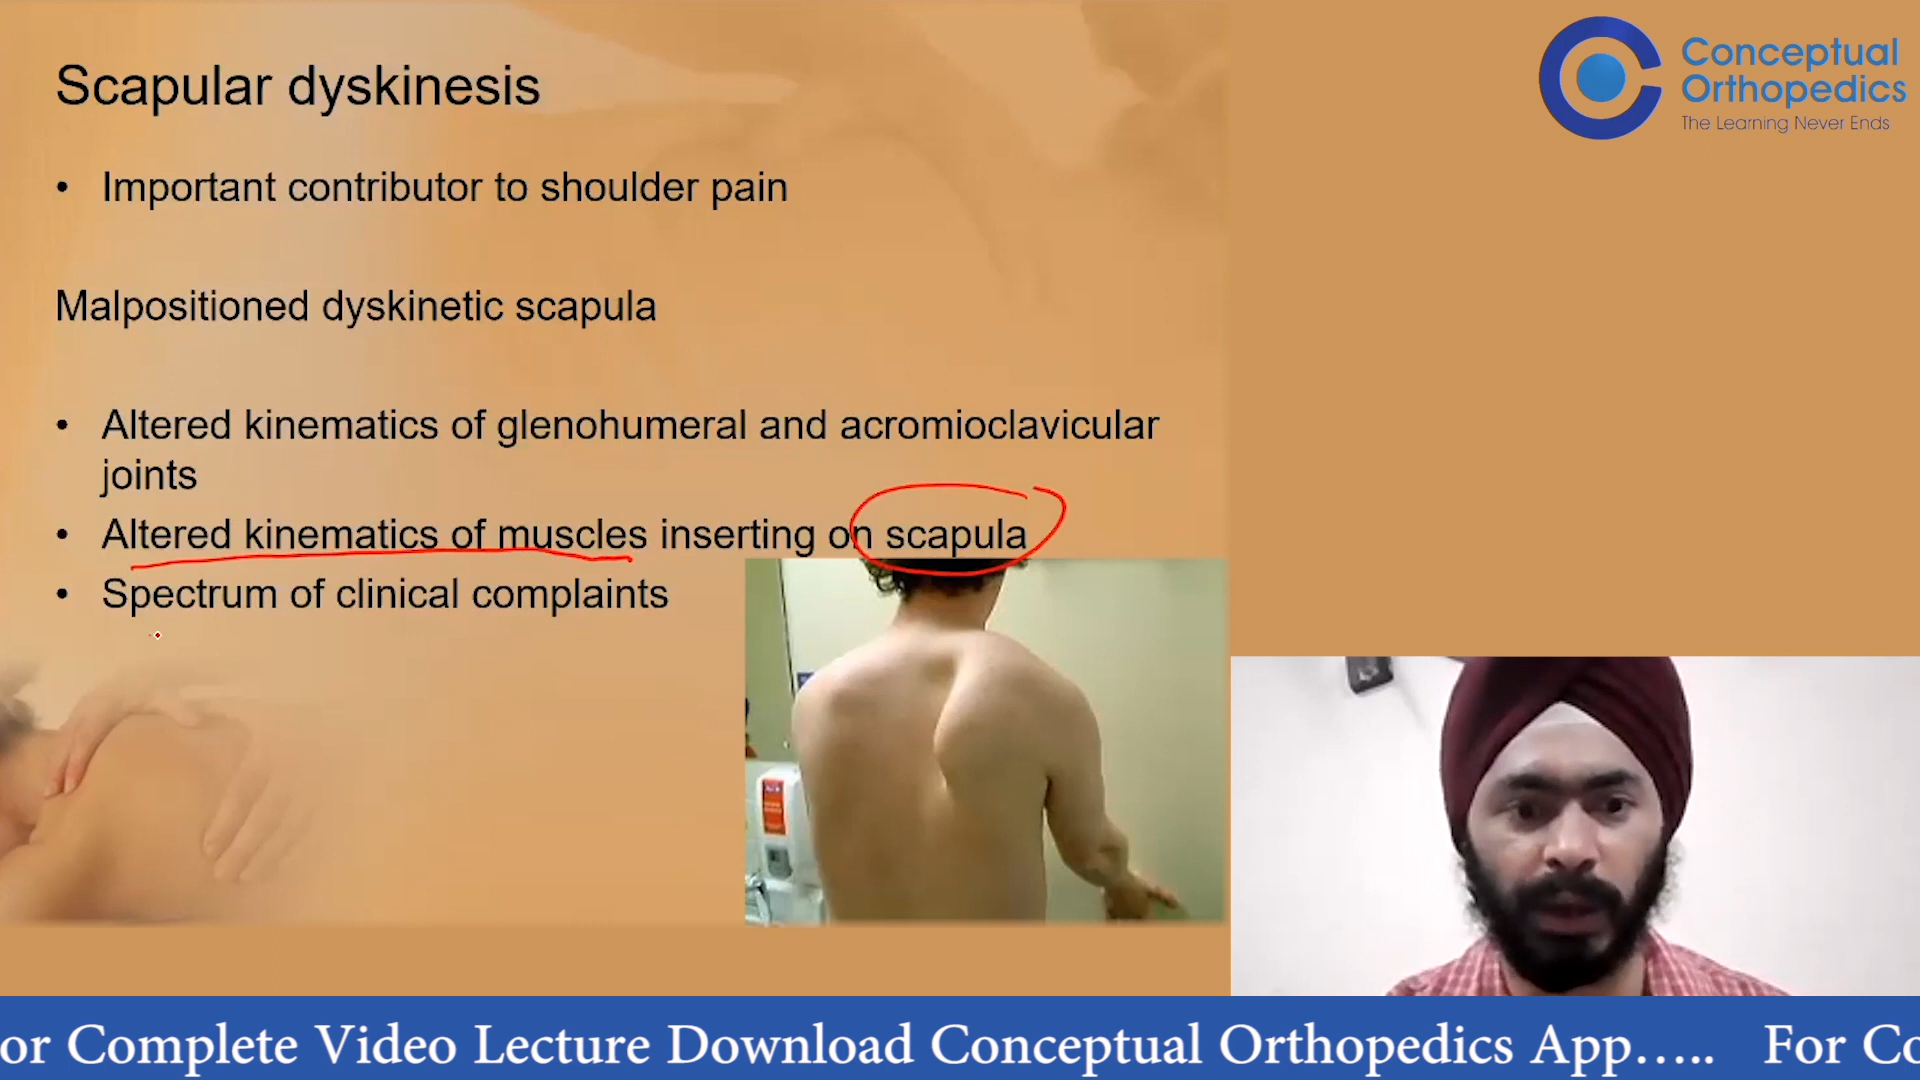 Scapular dyskinesis
• Important contributor to shoulder pain
Malpositioned dyskinetic scapula
• Altered kinematics of glenohumeral and acromioclavicular
joints
• Altered kinematics of muscles inserting on scapula
• Spectrum of clinical complaints
Conceptual
Orthopedics
The Learning Never Ends
or Complete Video Lecture Download Conceptual Orthopedics App..... For Co